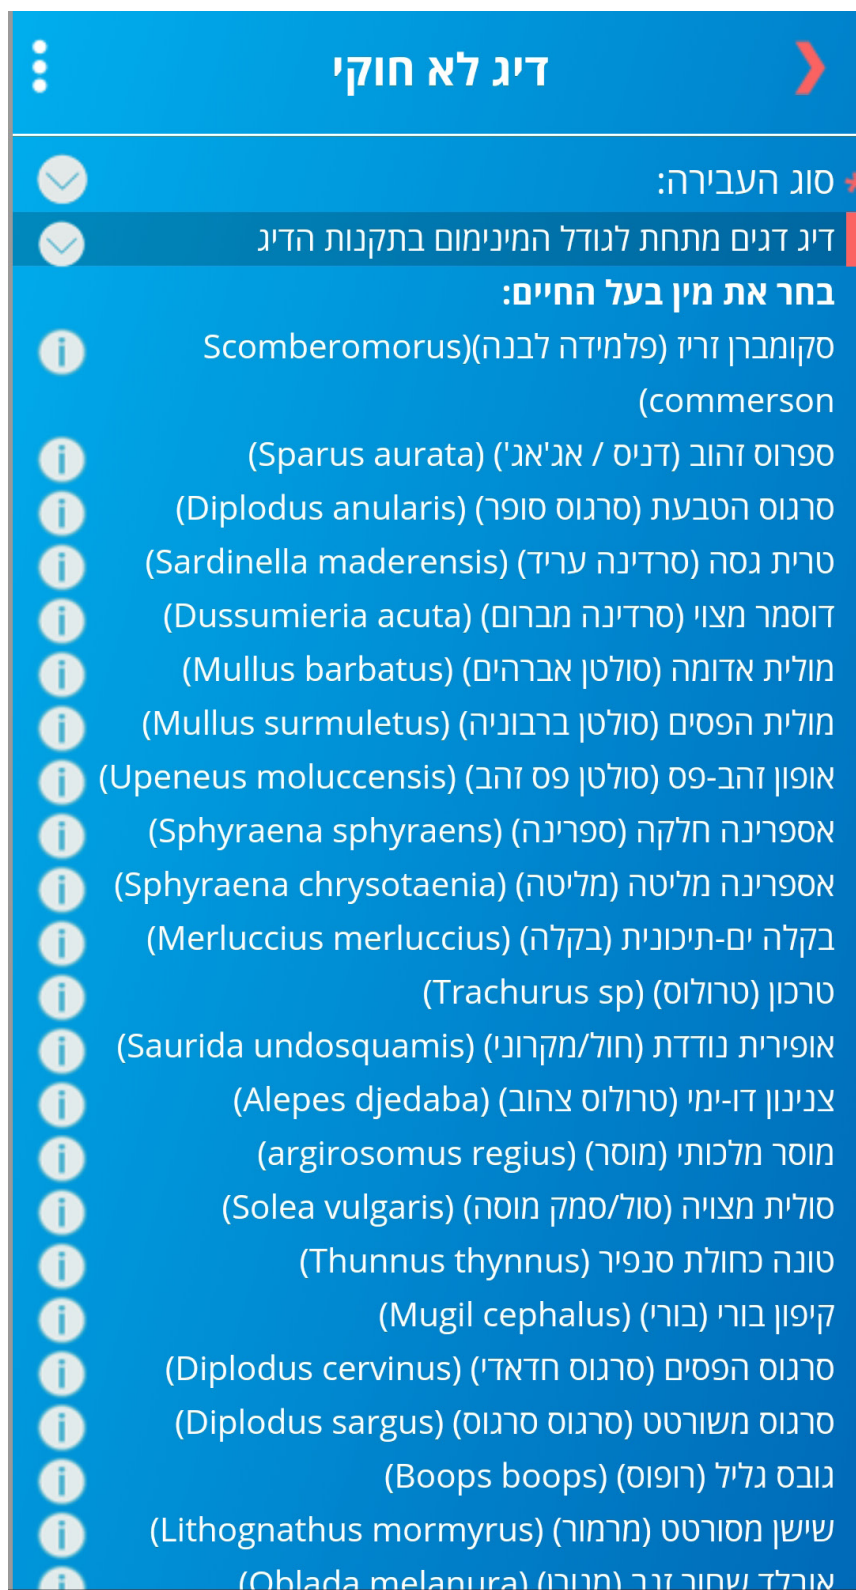 דיג לא חוקי
* סוג העבירה:
דיג דגים מתחת לגודל המינימום בתקנות הדיג
בחר את מין בעל החיים:
סקומברן זריז (פלמידה לבנה)(Scomberomorus
commerson)
ספרוס זהוב (דניס / אג'אג') (Sparus aurata)
סרגוס הטבעת (סרגוס סופר) (Diplodus anularis)
טרית גסה (סרדינה עריד) (Sardinella maderensis)
דוסמר מצוי (סרדינה מברום) (Dussumieria acuta)
מולית אדומה (סולטן אברהים) (Mullus barbatus)
מולית הפסים (סולטן ברבוניה) (Mullus surmuletus)
אופון זהב-פס (סולטן פס זהב) (Upeneus moluccensis)
אספרינה חלקה (ספרינה) (Sphyraena sphyraens)
אספרינה מליטה (מליטה) (Sphyraena chrysotaenia)
בקלה ים-תיכונית (בקלה) (Merluccius merluccius)
טרכון (טרולוס) (Trachurus sp)
אופירית נודדת (חול/מקרוני) (Saurida undosquamis)
צנינון דו-ימי (טרולוס צהוב) (Alepes djedaba)
מוסר מלכותי (מוסר) (argirosomus regius)
סולית מצויה (סול/סמק מוסה) (Solea vulgaris)
טונה כחולת סנפיר (Thunnus thynnus)
קיפון בורי (בורי) (Mugil cephalus)
סרגוס הפסים (סרגוס חדאדי) (Diplodus cervinus)
סרגוס משורטט (סרגוס סרגוס) (Diplodus sargus)
גובס גליל (רופוס) (Boops boops)
שישן מסורטט (מרמור) (Lithognathus mormyrus)
אובלד שחור זנב (Oblada melanura)